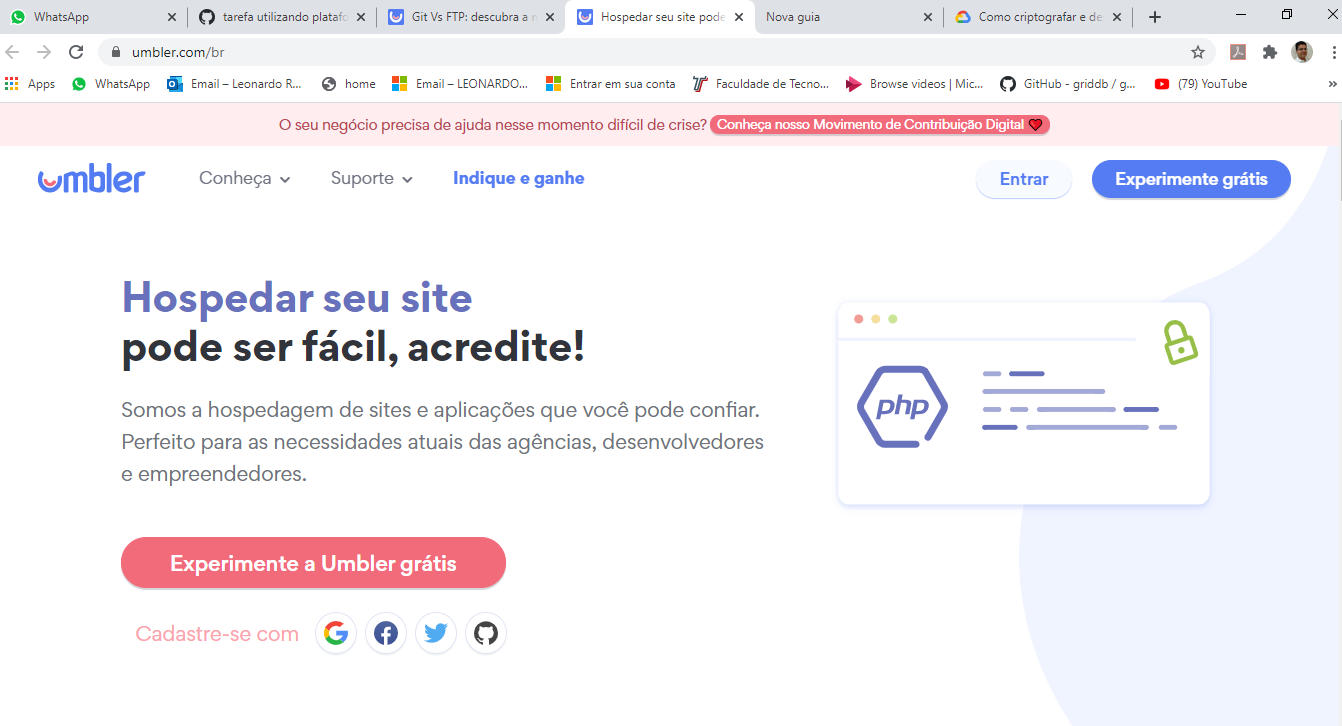 WhatsApp
tarefa utilizando platafo
Git Vs FTP: descubra a n
Hospedar seu site pode
Nova guia
Como criptografar e de
umbler.com/br
Apps
WhatsApp
Email – Leonardo R...
home
Email – LEONARDO...
Entrar em sua conta
Faculdade de Tecno...
Browse videos | Mic...
GitHub - griddb / g...
(79) YouTube
»
O seu negócio precisa de ajuda nesse momento difícil de crise? Conheça nosso Movimento de Contribuição Digital
umbler
Conheça
Suporte
Indique e ganhe
Entrar
Experimente grátis
Hospedar seu site
pode ser fácil, acredite!
Somos a hospedagem de sites e aplicações que você pode confiar.
Perfeito para as necessidades atuais das agências, desenvolvedores
e empreendedores.
php
Experimente a Umbler grátis
Cadastre-se com